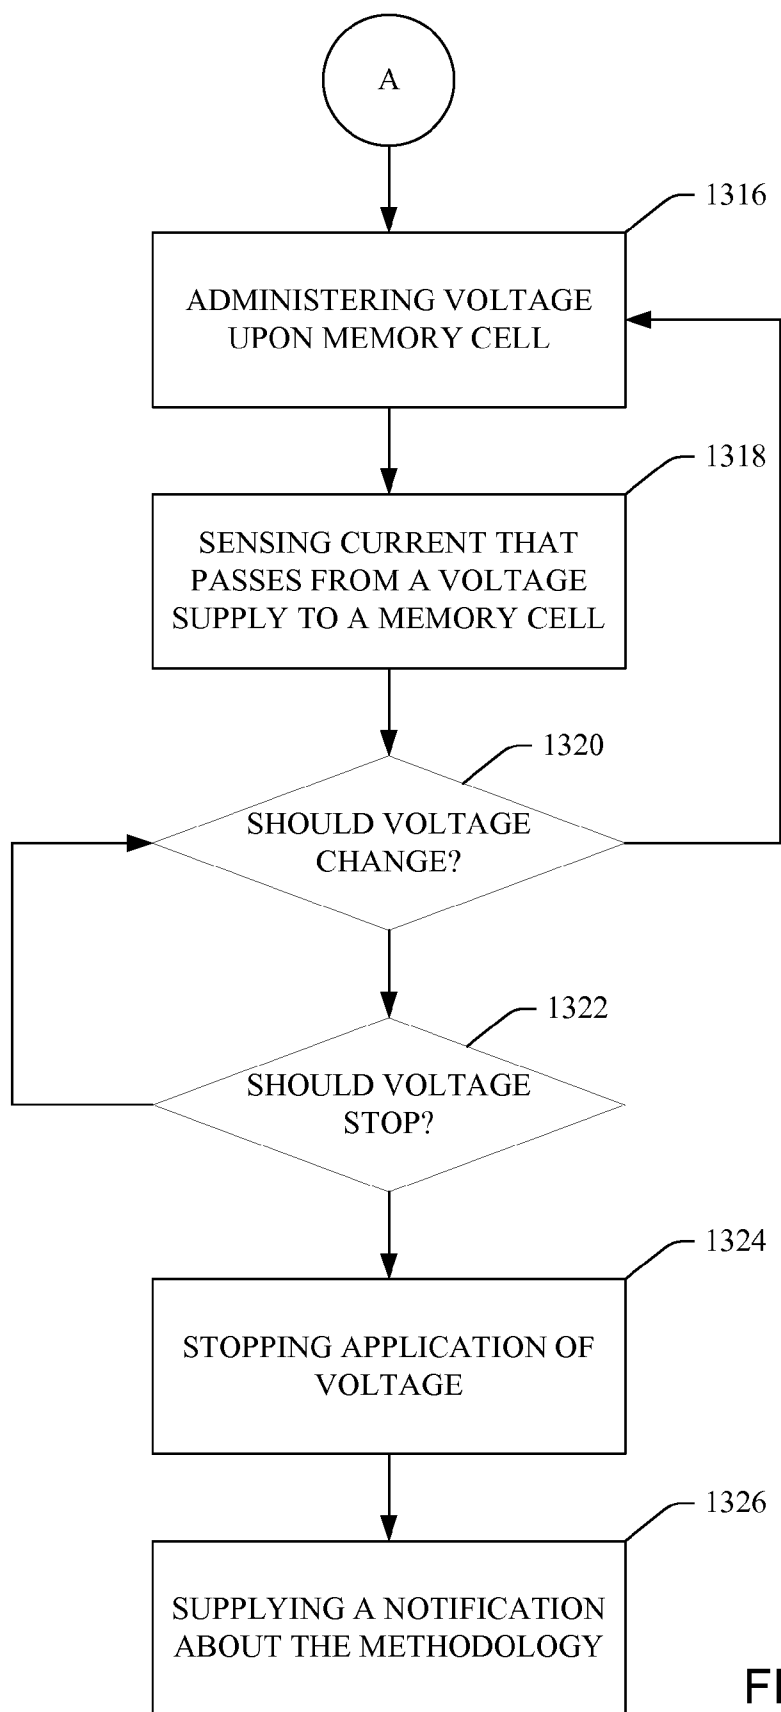 A
1316
ADMINISTERING VOLTAGE
UPON MEMORY CELL
1318
SENSING CURRENT THAT
PASSES FROM A VOLTAGE
SUPPLY TO A MEMORY CELL
1320
SHOULD VOLTAGE
CHANGE?
1322
SHOULD VOLTAGE
STOP?
1324
STOPPING APPLICATION OF
VOLTAGE
1326
SUPPLYING A NOTIFICATION
ABOUT THE METHODOLOGY